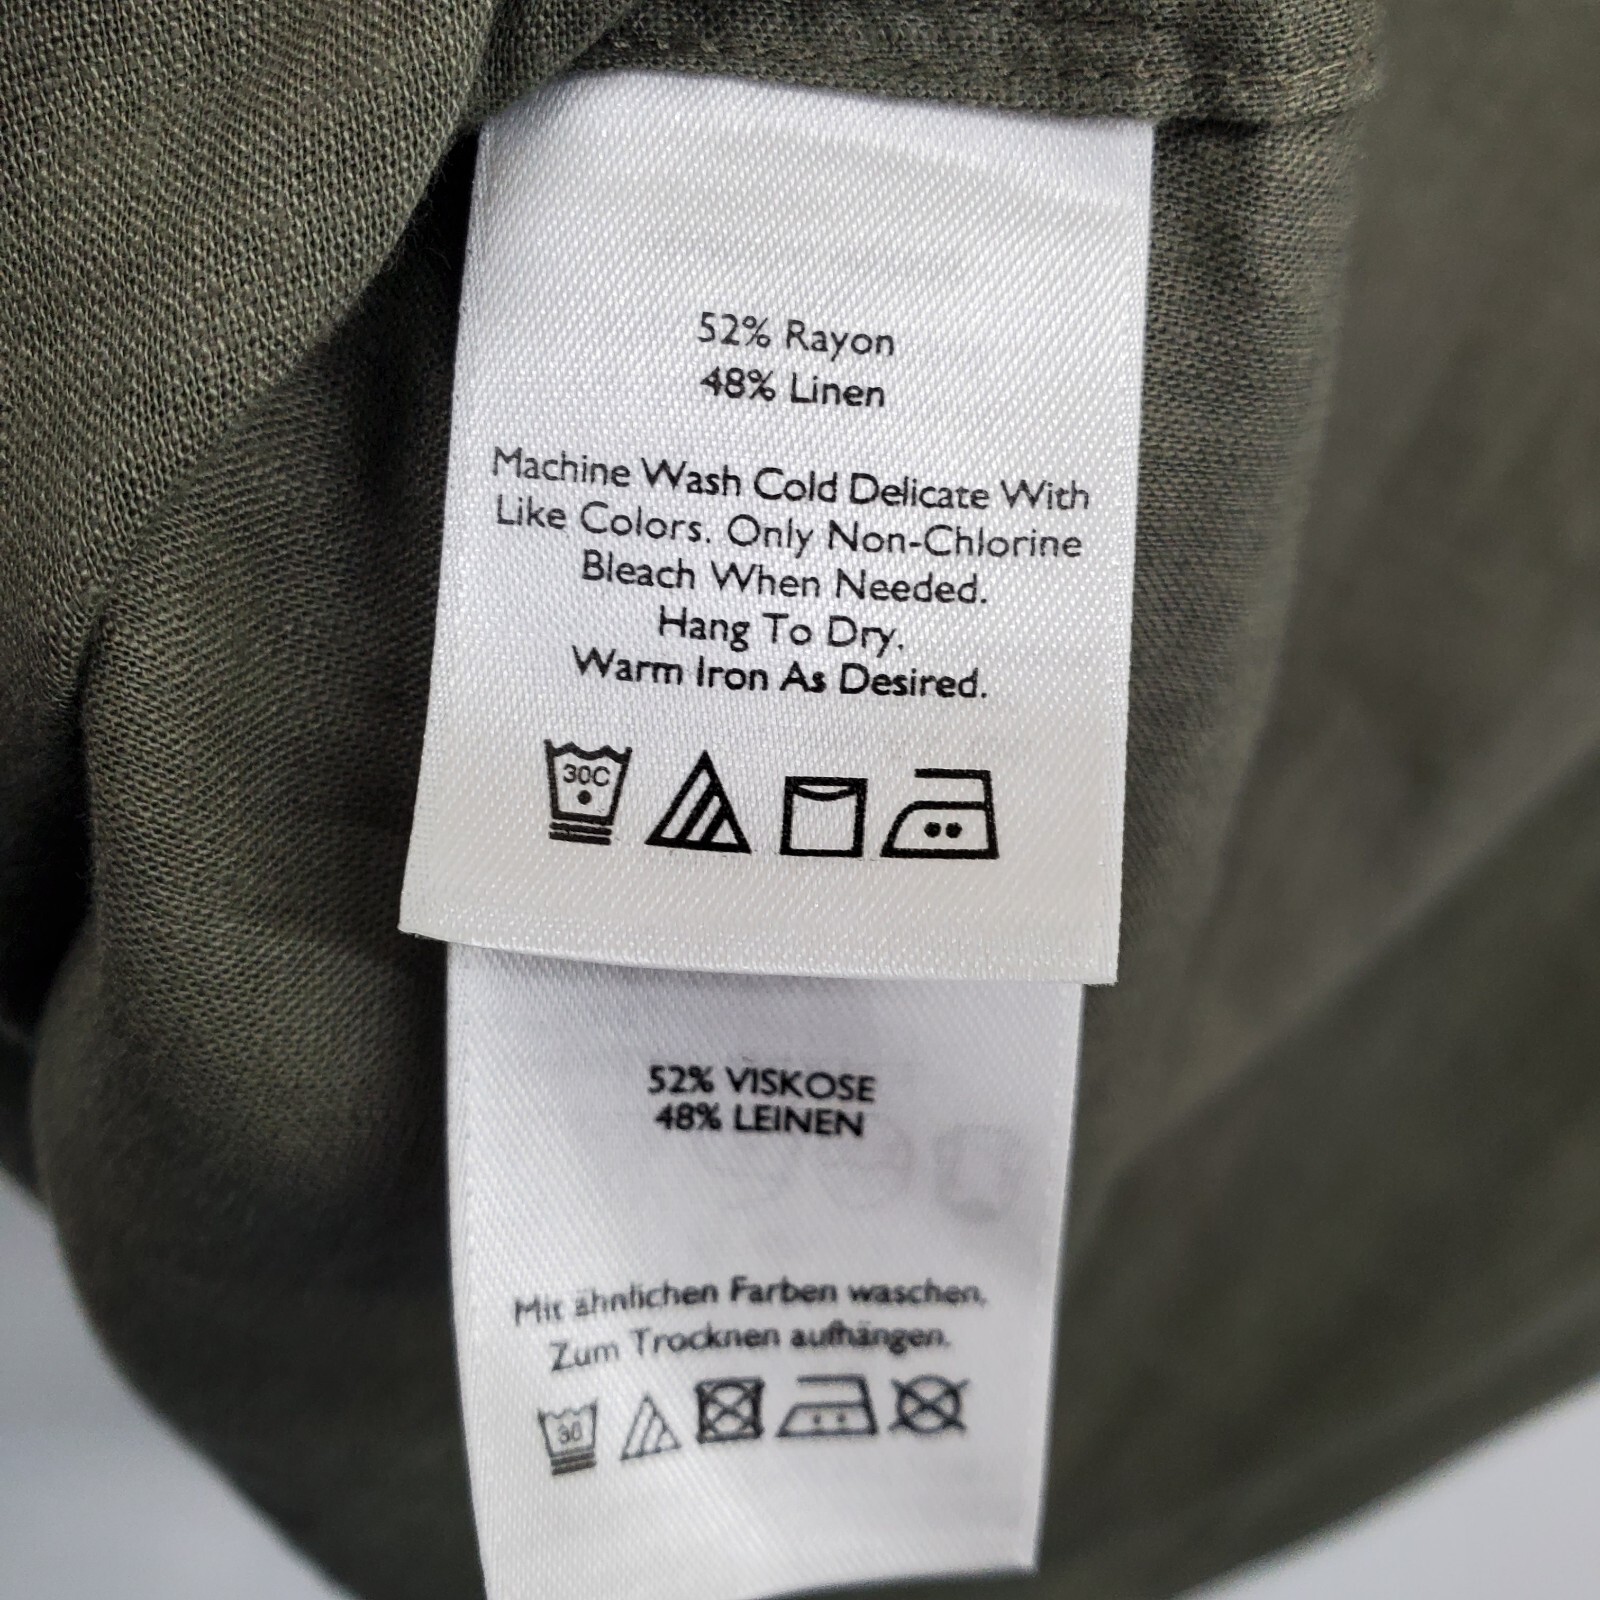 52% Rayon
48% Linen
Machine Wash Cold Delicate With
Like Colors. Only Non-Chlorine
Bleach When Needed.
Hang To Dry.
Warm Iron As Desired.
30C
52% VISKOSE
48% LEINEN
Mit ähnlichen Farben waschen.
Zum Trocknen aufhängen.
30